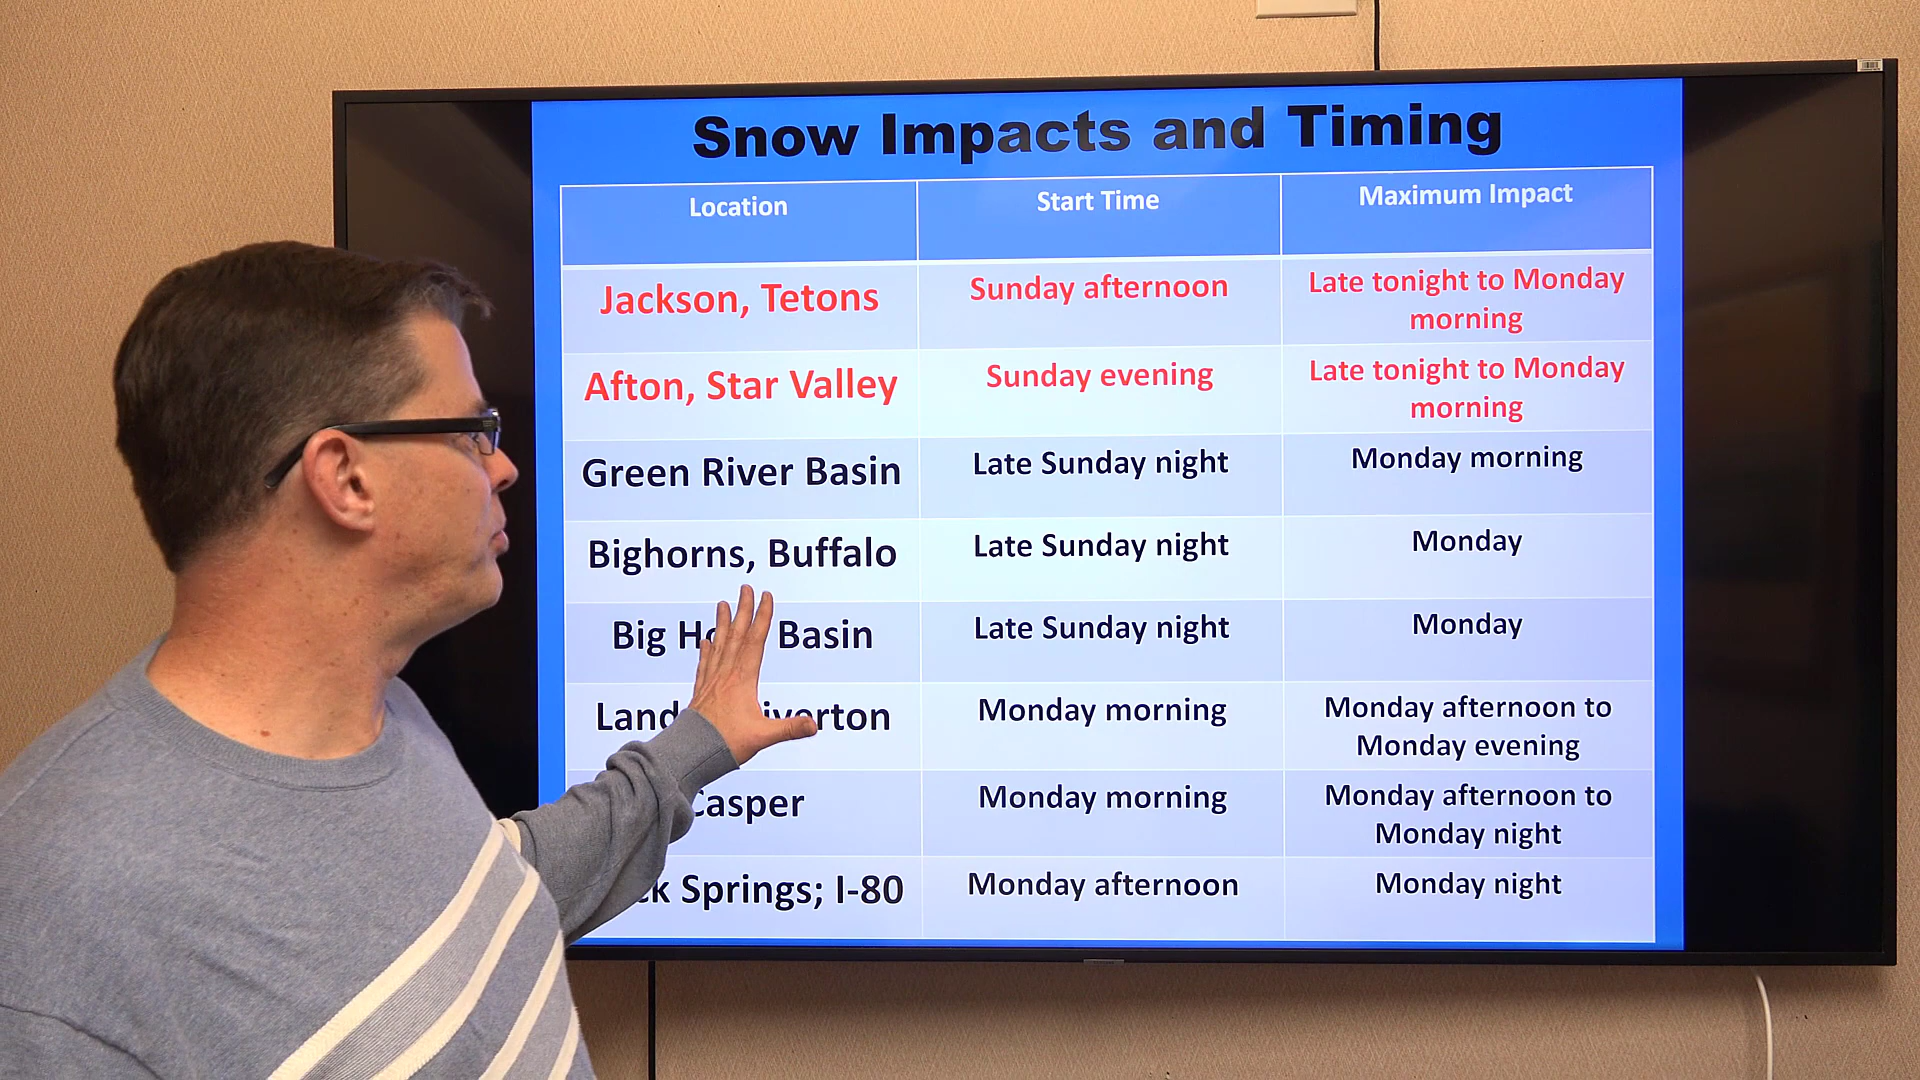 Snow Impacts and Timing
Location Start Time Maximum Impact
Jackson, Tetons Sunday afternoon Late tonight to Monday
morning
Afton, Star Valley Sunday evening Late tonight to Monday
morning
Green River Basin Late Sunday night Monday morning
Bighorns, Buffalo Late Sunday night Monday
Big Basin Late Sunday night Monday
Monday morning Monday afternoon to
Monday evening
Casper Monday morning Monday afternoon to
Monday night
Springs; I-80 Monday afternoon Monday night